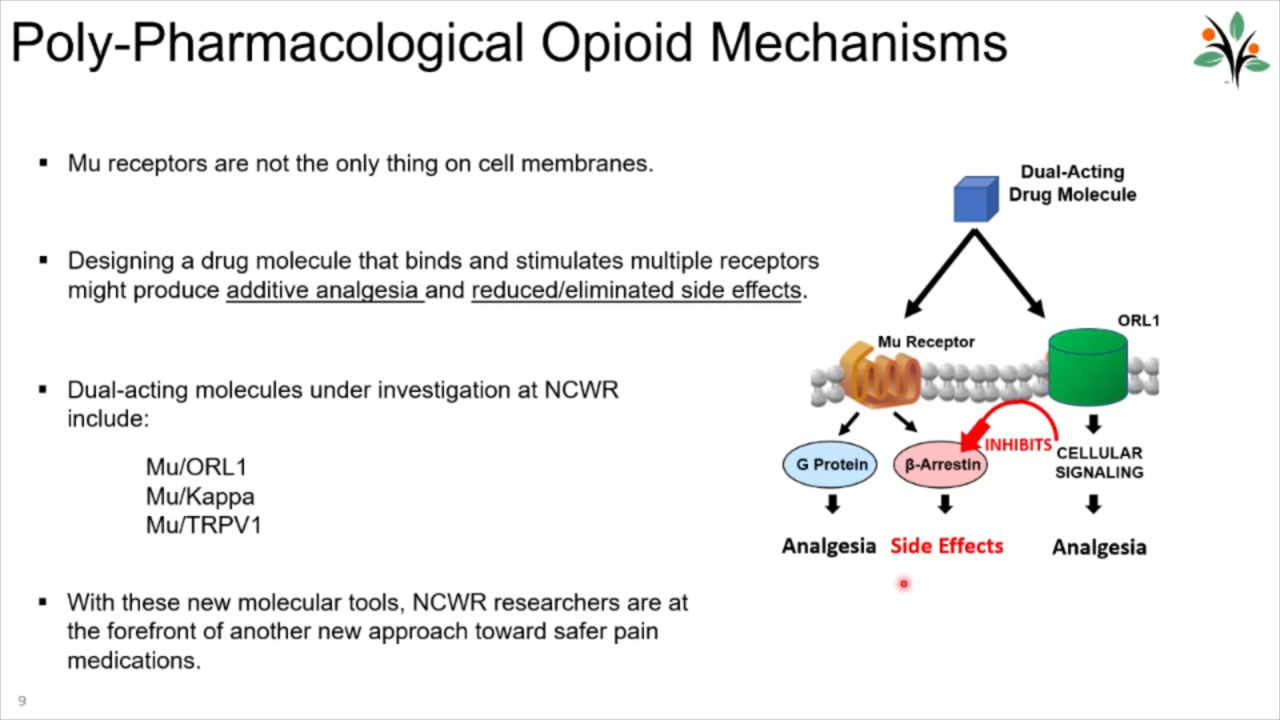 Poly-Pharmacological Opioid Mechanisms
▪ Mu receptors are not the only thing on cell membranes.
▪ Designing a drug molecule that binds and stimulates multiple receptors
might produce additive analgesia and reduced/eliminated side effects.
▪ Dual-acting molecules under investigation at NCWR
include:
Mu/ORL1
Mu/Kappa
Mu/TRPV1
▪ With these new molecular tools, NCWR researchers are at
the forefront of another new approach toward safer pain
medications.
Dual-Acting
Drug Molecule
ORL1
Mu Receptor
INHIBITS
G Protein
β-Arrestin
CELLULAR
SIGNALING
Analgesia
Side Effects
Analgesia
9